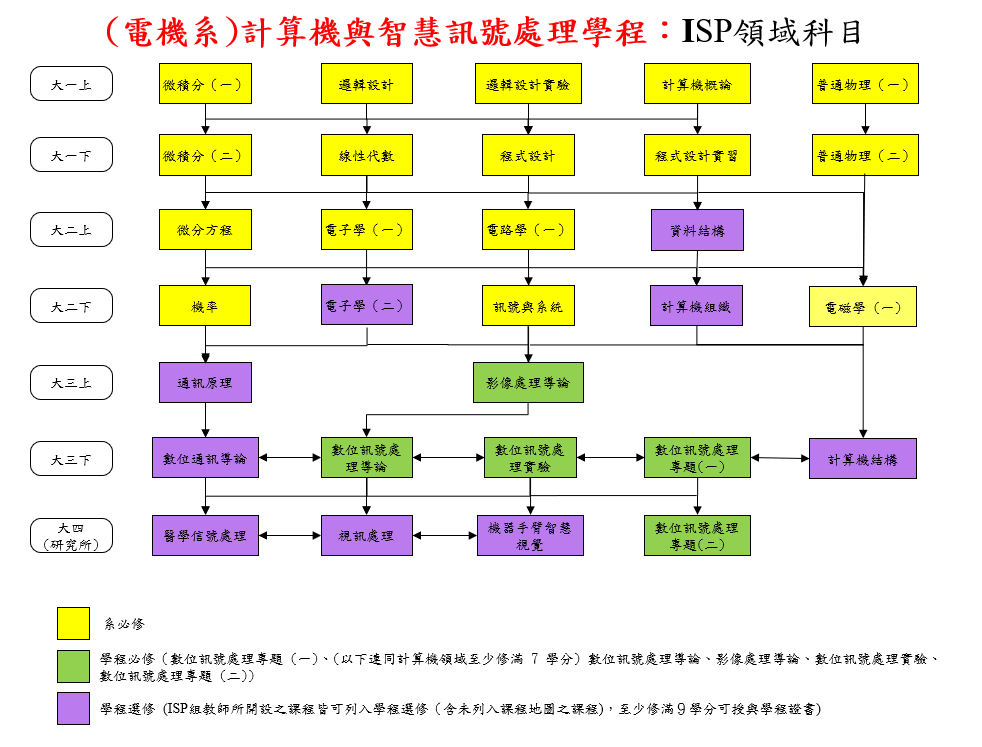 (電機系)計算機與智慧訊號處理學程：ISP領域科目
大一上
微積分（一）
邏輯設計
邏輯設計實驗
計算機概論
普通物理（一）
大一下
微積分（二）
線性代數
程式設計
程式設計實習
普通物理（二）
大二上
微分方程
電子學（一）
電路學（一）
資料結構
大二下
機率
電子學（二）
訊號與系統
計算機組織
電磁學（一）
大三上
通訊原理
影像處理導論
大三下
數位通訊導論
數位訊號處
理導論
數位訊號處
理實驗
數位訊號處理
專題(一)
計算機結構
大四
（研究所）
醫學信號處理
視訊處理
機器手臂智慧
視覺
數位訊號處理
專題(二)
系必修
學程必修（數位訊號處理專題（一）、（以下連同計算機領域至少修滿 7 學分）數位訊號處理導論、影像處理導論、數位訊號處理實驗、
數位訊號處理專題（二））
學程選修 (ISP組教師所開設之課程皆可列入學程選修（含未列入課程地圖之課程)，至少修滿９學分可授與學程證書)